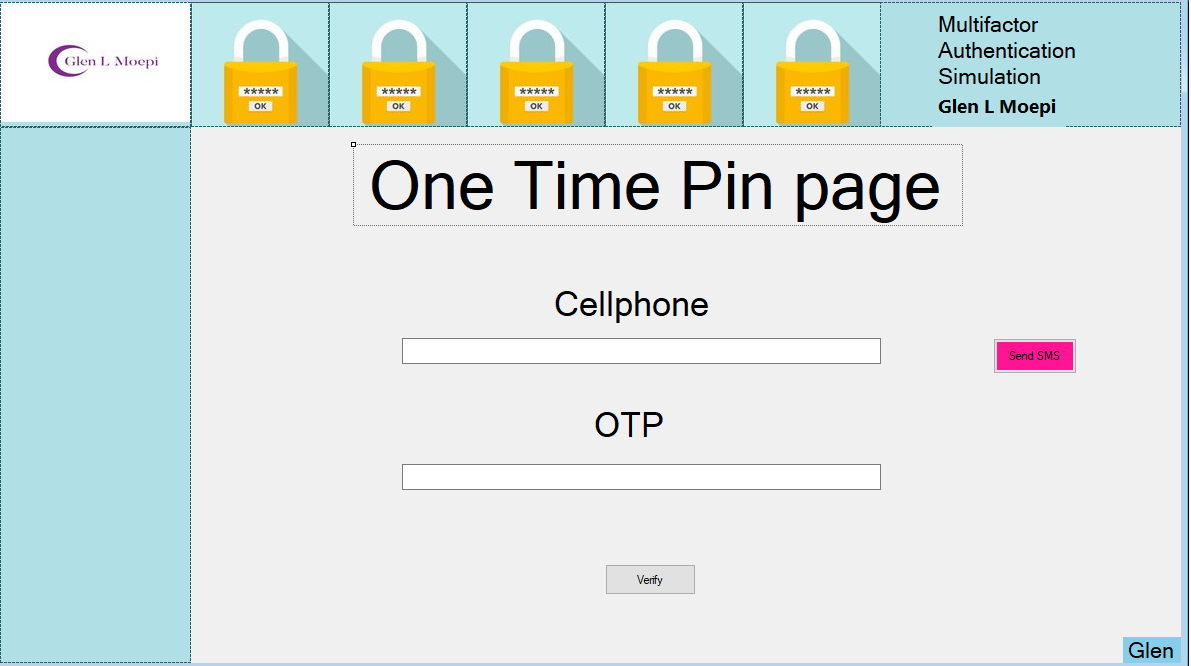 Glen L Moepi
*****
OK
*****
OK
*****
OK
*****
OK
*****
OK
Multifactor
Authentication
Simulation
Glen L Moepi
One Time Pin page
Cellphone
Send SMS
OTP
Verify
Glen